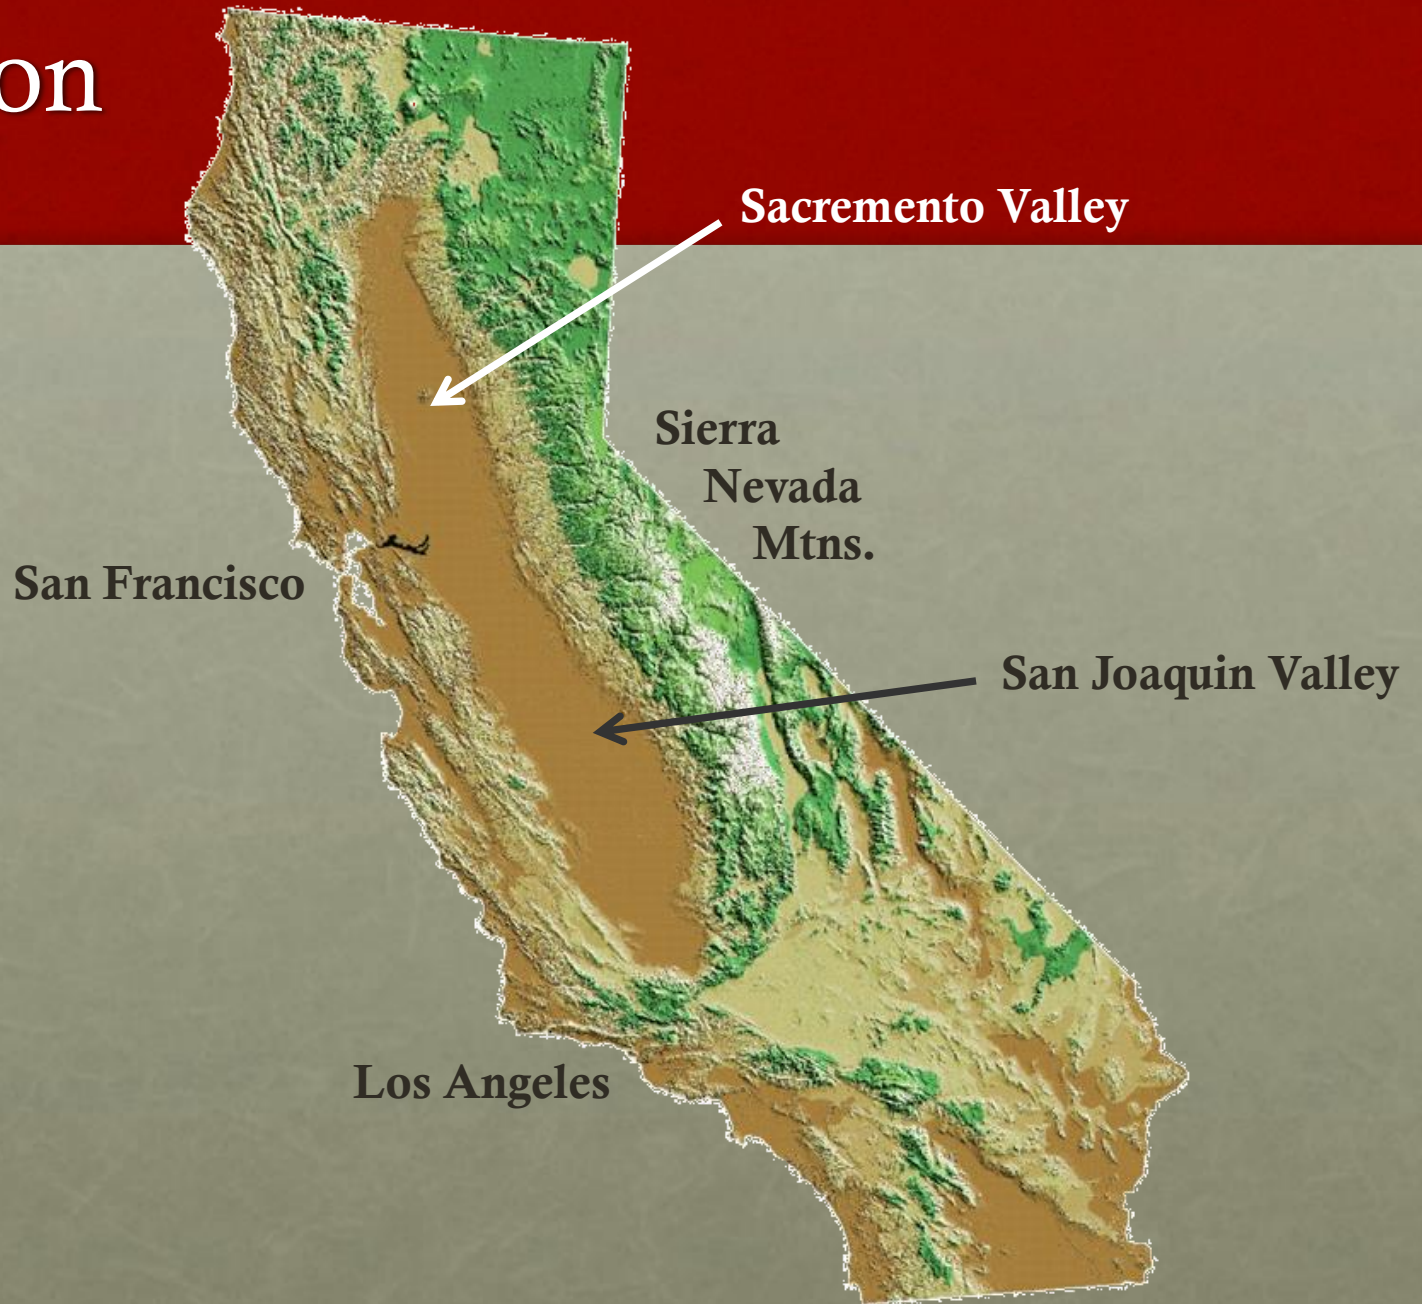 on
Sacremento Valley
Sierra
Nevada
Mtns.
San Francisco
San Joaquin Valley
Los Angeles